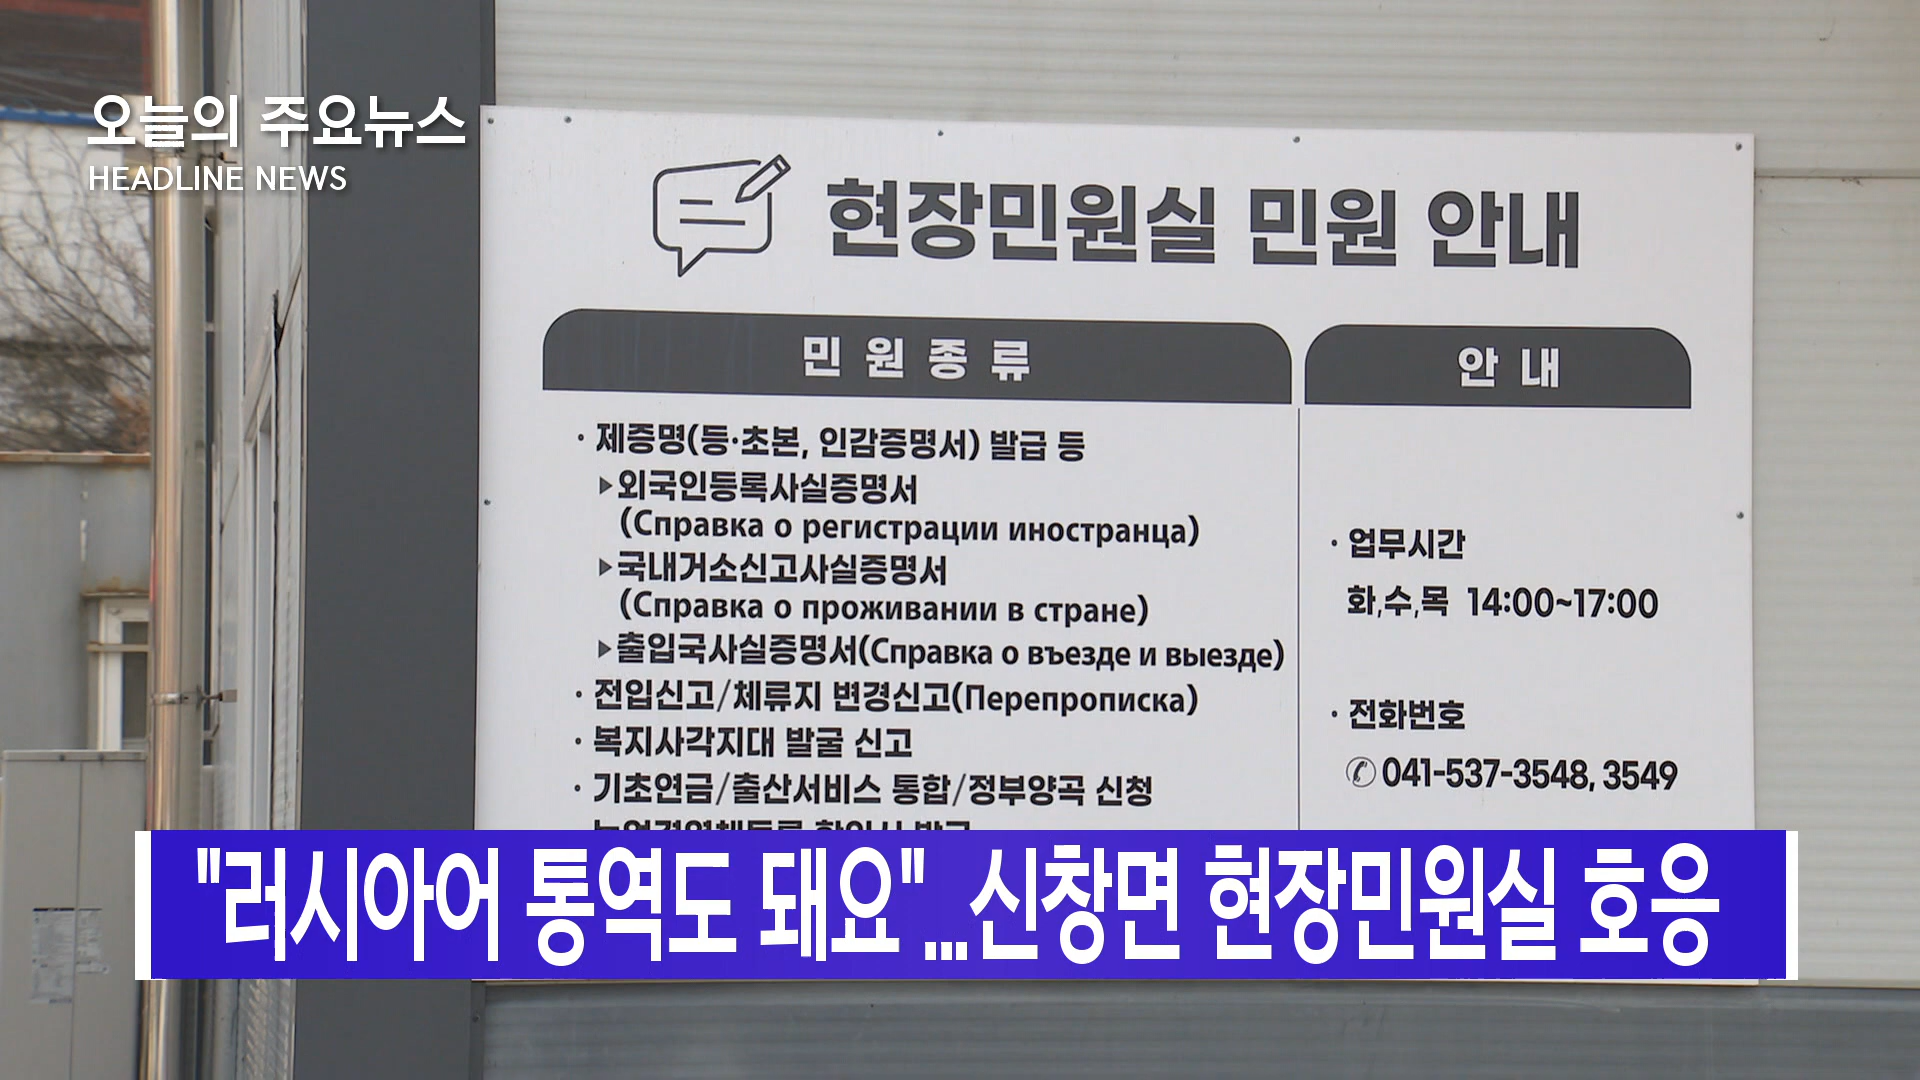 오늘의 주요뉴스
HEADLINE NEWS
현장민원실 민원 안내
민원종류
· 제증명(등·초본, 인감증명서) 발급 등
▶외국인등록사실증명서
(Справка о регистрации иностранца)
▶국내거소신고사실증명서
(Справка о проживании в стране)
▶출입국사실증명서(Справка о въезде и выезде)
· 전입신고/체류지 변경신고(Перепрописка)
· 복지사각지대 발굴 신고
· 기초연금/출산서비스 통합/정부양곡 신청
안내
· 업무시간
화,수,목 14:00~17:00
· 전화번호
✆041-537-3548, 3549
"러시아어 통역도 돼요"...신창면 현장민원실 호응